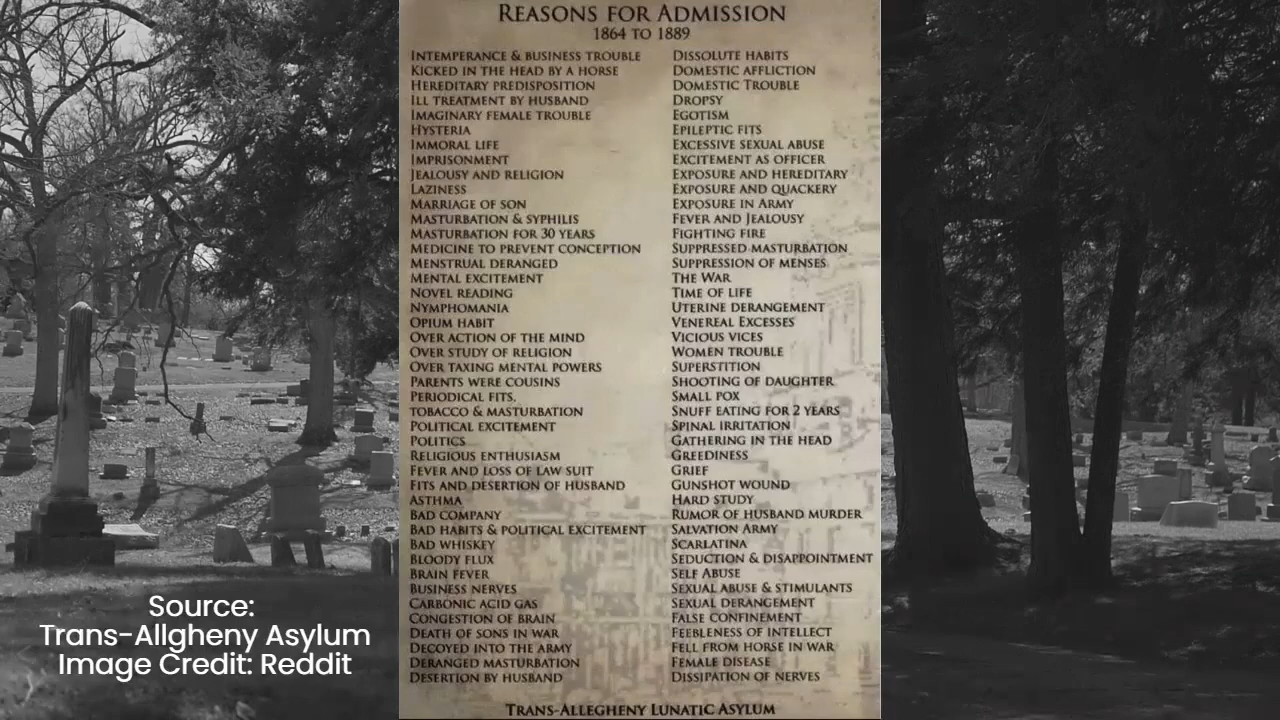 REASONS FOR ADMISSION
1864 TO 1889
INTEMPERANCE & BUSINESS TROUBLE
KICKED IN THE HEAD BY A HORSE
HEREDITARY PREDISPOSITION
ILL TREATMENT BY HUSBAND
IMAGINARY FEMALE TROUBLE
HYSTERIA
IMMORAL LIFE
IMPRISONMENT
JEALOUSY AND RELIGION
LAZINESS
MARRIAGE OF SON
MASTURBATION & SYPHILIS
MASTURBATION FOR 30 YEARS
MEDICINE TO PREVENT CONCEPTION
MENSTRUAL DERANGED
MENTAL EXCITEMENT
NOVEL READING
NYMPHOMANIA
OPIUM HABIT
OVER ACTION OF THE MIND
OVER STUDY OF RELIGION
OVER TAXING MENTAL POWERS
PARENTS WERE COUSINS
PERIODICAL FITS.
TOBACCO & MASTURBATION
POLITICAL EXCITEMENT
POLITICS
RELIGIOUS ENTHUSIASM
FEVER AND LOSS OF LAW SUIT
FITS AND DESERTION OF HUSBAND
ASTHMA
BAD COMPANY
BAD HABITS & POLITICAL EXCITEMENT
BAD WHISKEY
BLOODY FLUX
BRAIN FEVER
BUSINESS NERVES
CARBONIC ACID GAS
CONGESTION OF BRAIN
DEATH OF SONS IN WAR
DECOYED INTO THE ARMY
DERANGED MASTURBATION
DESERTION BY HUSBAND
DISSOLUTE HABITS
DOMESTIC AFFLICTION
DOMESTIC TROUBLE
DROPSY
EGOTISM
EPILEPTIC FITS
EXCESSIVE SEXUAL ABUSE
EXCITEMENT AS OFFICER
EXPOSURE AND HEREDITARY
EXPOSURE AND QUACKERY
EXPOSURE IN ARMY
FEVER AND JEALOUSY
FIGHTING FIRE
SUPPRESSED MASTURBATION
SUPPRESSION OF MENSES
THE WAR
TIME OF LIFE
UTERINE DERANGEMENT
VENEREAL EXCESSES
VICIOUS VICES
WOMEN TROUBLE
SUPERSTITION
SHOOTING OF DAUGHTER
SMALL POX
SNUFF EATING FOR 2 YEARS
SPINAL IRRITATION
GATHERING IN THE HEAD
GREEDINESS
GRIEF
GUNSHOT WOUND
HARD STUDY
RUMOR OF HUSBAND MURDER
SALVATION ARMY
SCARLATINA
SEDUCTION & DISAPPOINTMENT
SELF ABUSE
SEXUAL ABUSE & STIMULANTS
SEXUAL DERANGEMENT
FALSE CONFINEMENT
FEEBLENESS OF INTELLECT
FELL FROM HORSE IN WAR
FEMALE DISEASE
DISSIPATION OF NERVES
TRANS-ALLEGHENY LUNATIC ASYLUM
Source:
Trans-Allgheny Asylum
Image Credit: Reddit